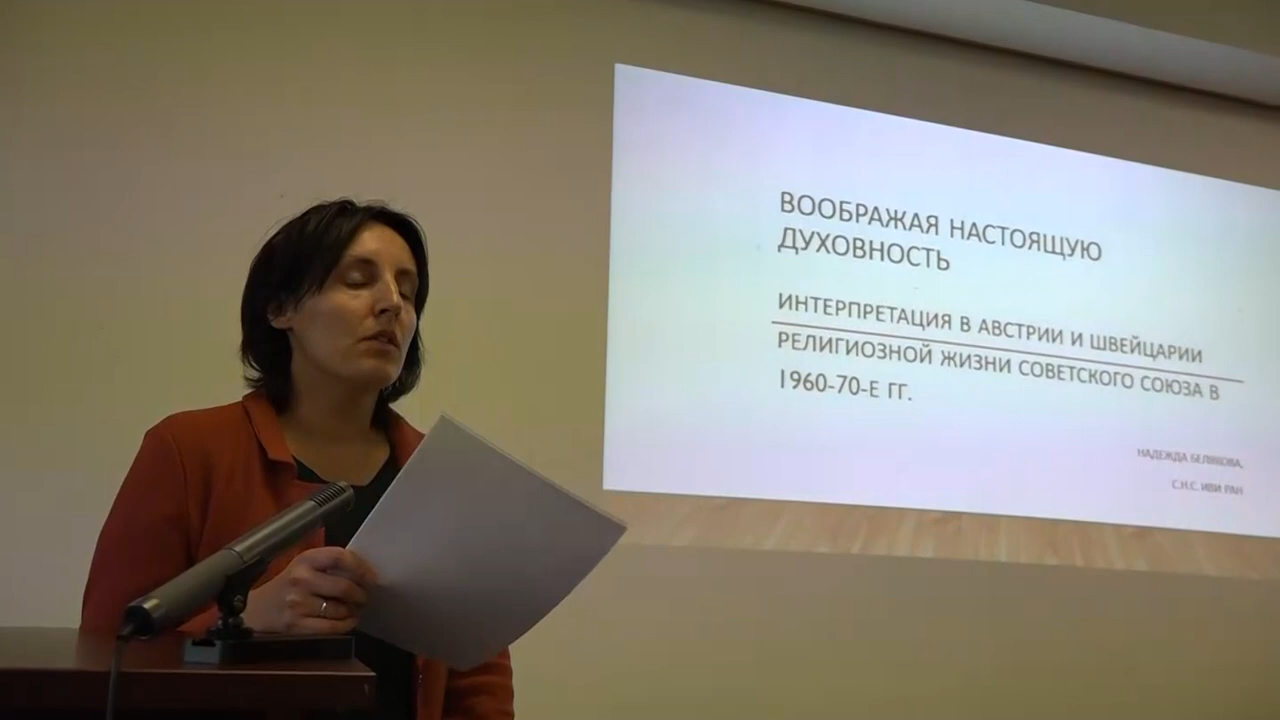 ВООБРАЖАЯ НАСТОЯЩУЮ
ДУХОВНОСТЬ
ИНТЕРПРЕТАЦИЯ В АВСТРИИ И ШВЕЙЦАРИИ
РЕЛИГИОЗНОЙ ЖИЗНИ СОВЕТСКОГО СОЮЗА В
1960-70-Е ГГ.
НАДЕЖДА БЕЛЯКОВА,
С.Н.С. ИВИ РАН